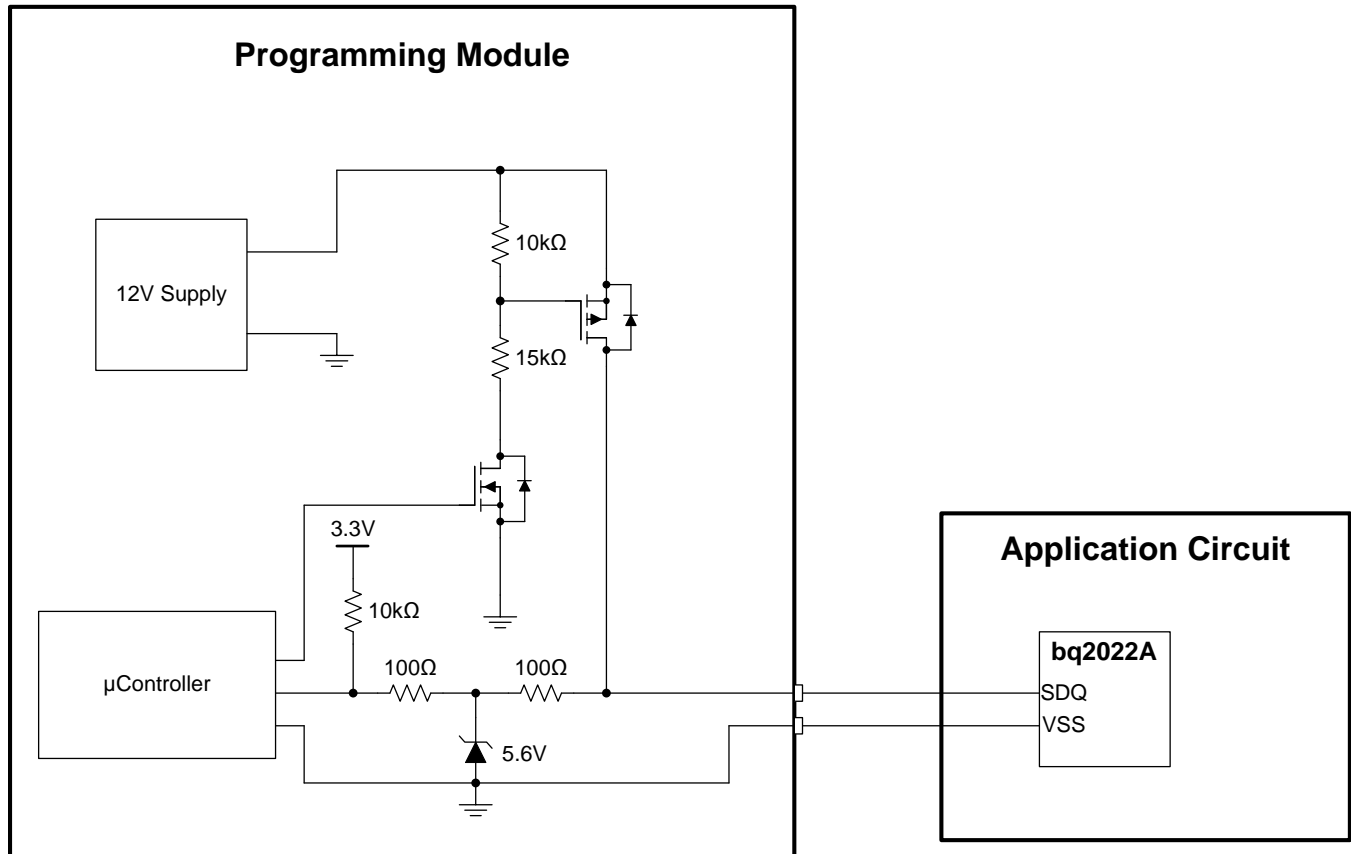 Programming Module
10kΩ
12V Supply
15kΩ
3.3V
10kΩ
100Ω
100Ω
µController
5.6V
Application Circuit
bq2022A
SDQ
VSS